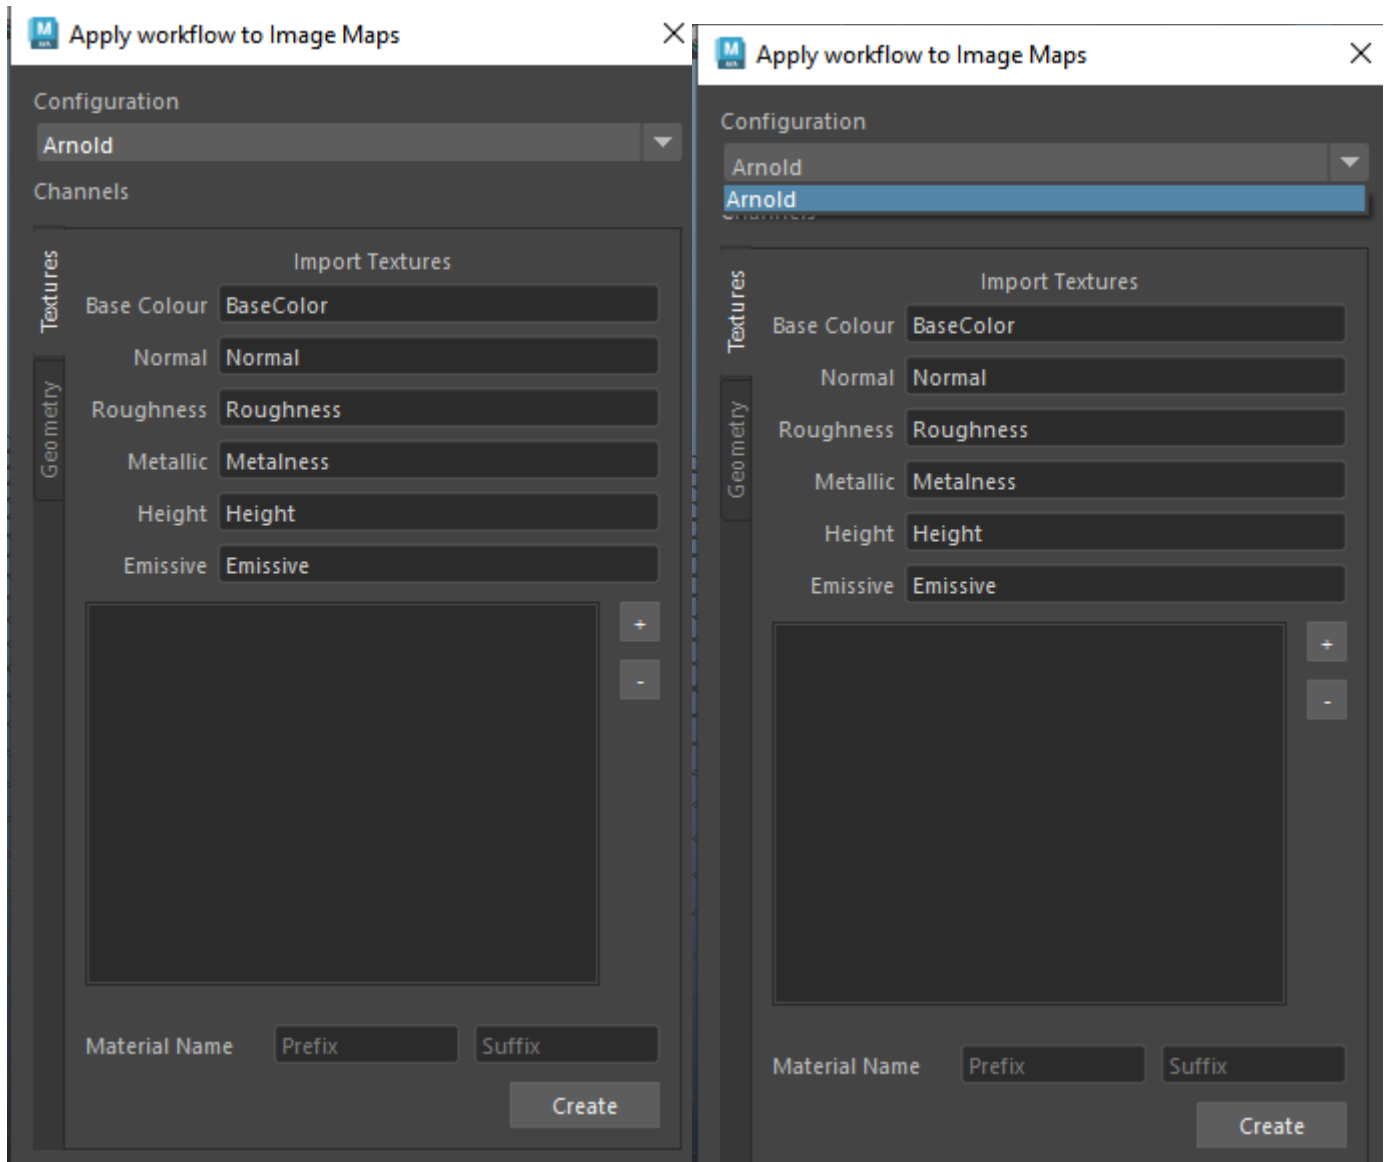 Apply workflow to Image Maps
Configuration
Arnold
Channels
Textures
Geometry
Import Textures
Base Colour BaseColor
Normal Normal
Roughness Roughness
Metallic Metalness
Height Height
Emissive Emissive
+
-
Material Name Prefix Suffix
Create
Apply workflow to Image Maps
Configuration
Arnold
Arnold
Channels
Textures
Geometry
Import Textures
Base Colour BaseColor
Normal Normal
Roughness Roughness
Metallic Metalness
Height Height
Emissive Emissive
+
-
Material Name Prefix Suffix
Create